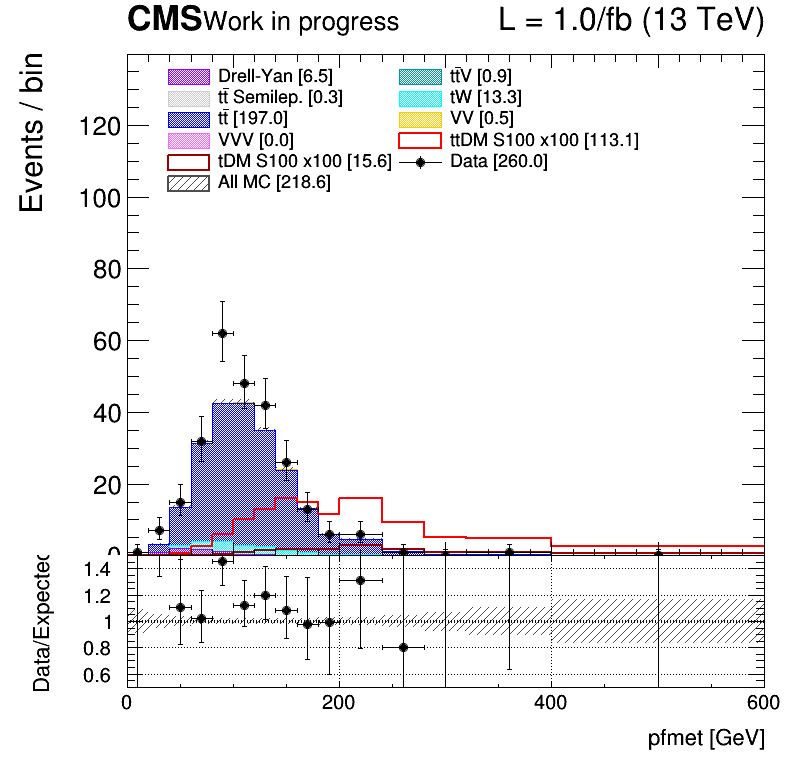 CMS Work in progress L = 1.0/fb (13 TeV)
Drell-Yan [6.5] tt̄V [0.9]
tt̄ Semilep. [0.3] tW [13.3]
tt̄ [197.0] VV [0.5]
VVV [0.0] ttDM S100 x100 [113.1]
tDM S100 x100 [15.6] Data [260.0]
All MC [218.6]
Events / bin
120
100
80
60
40
20
0
Data/Expected
1.4
1.2
1
0.8
0.6
0 200 400 600
pfmet [GeV]